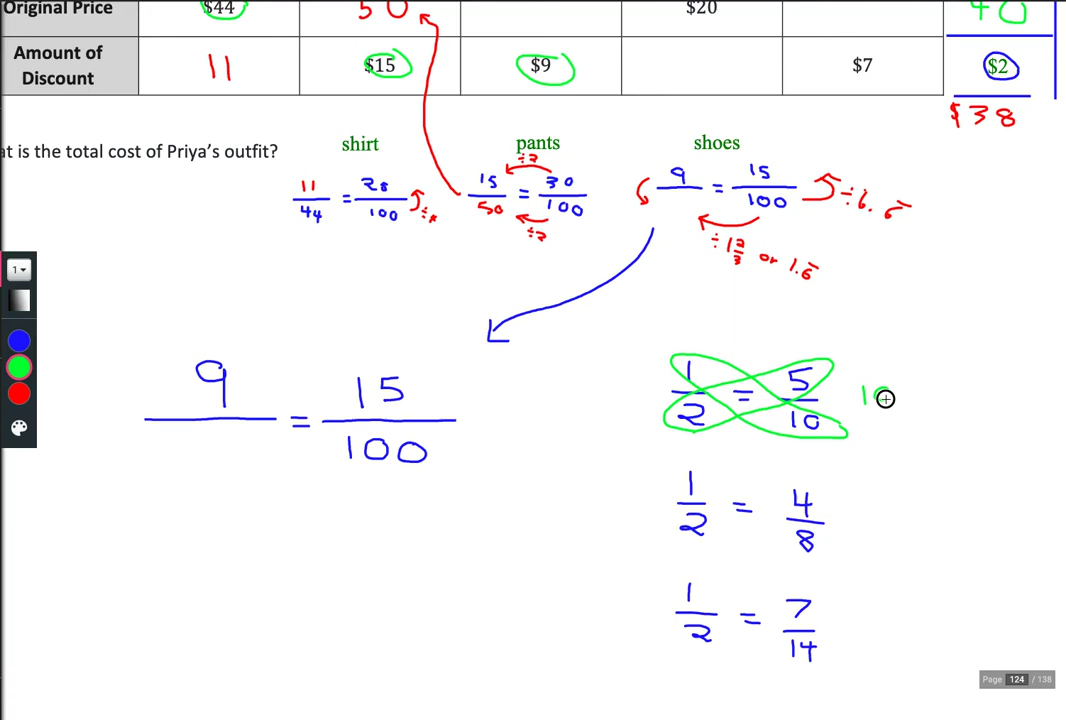 Original Price $44 50 $20 40
Amount of Discount 11 $15 $9 $7 $2
$38
at is the total cost of Priya's outfit?
shirt pants shoes
11/44 = 25/100
15/50 = 30/100 ÷2 ÷2
9/ = 15/100 ÷6.6̅
÷1 2/3 or 1.6̅
9/ = 15/100
1/2 = 5/10
1/2 = 4/8
1/2 = 7/14
1
Page 124 / 138